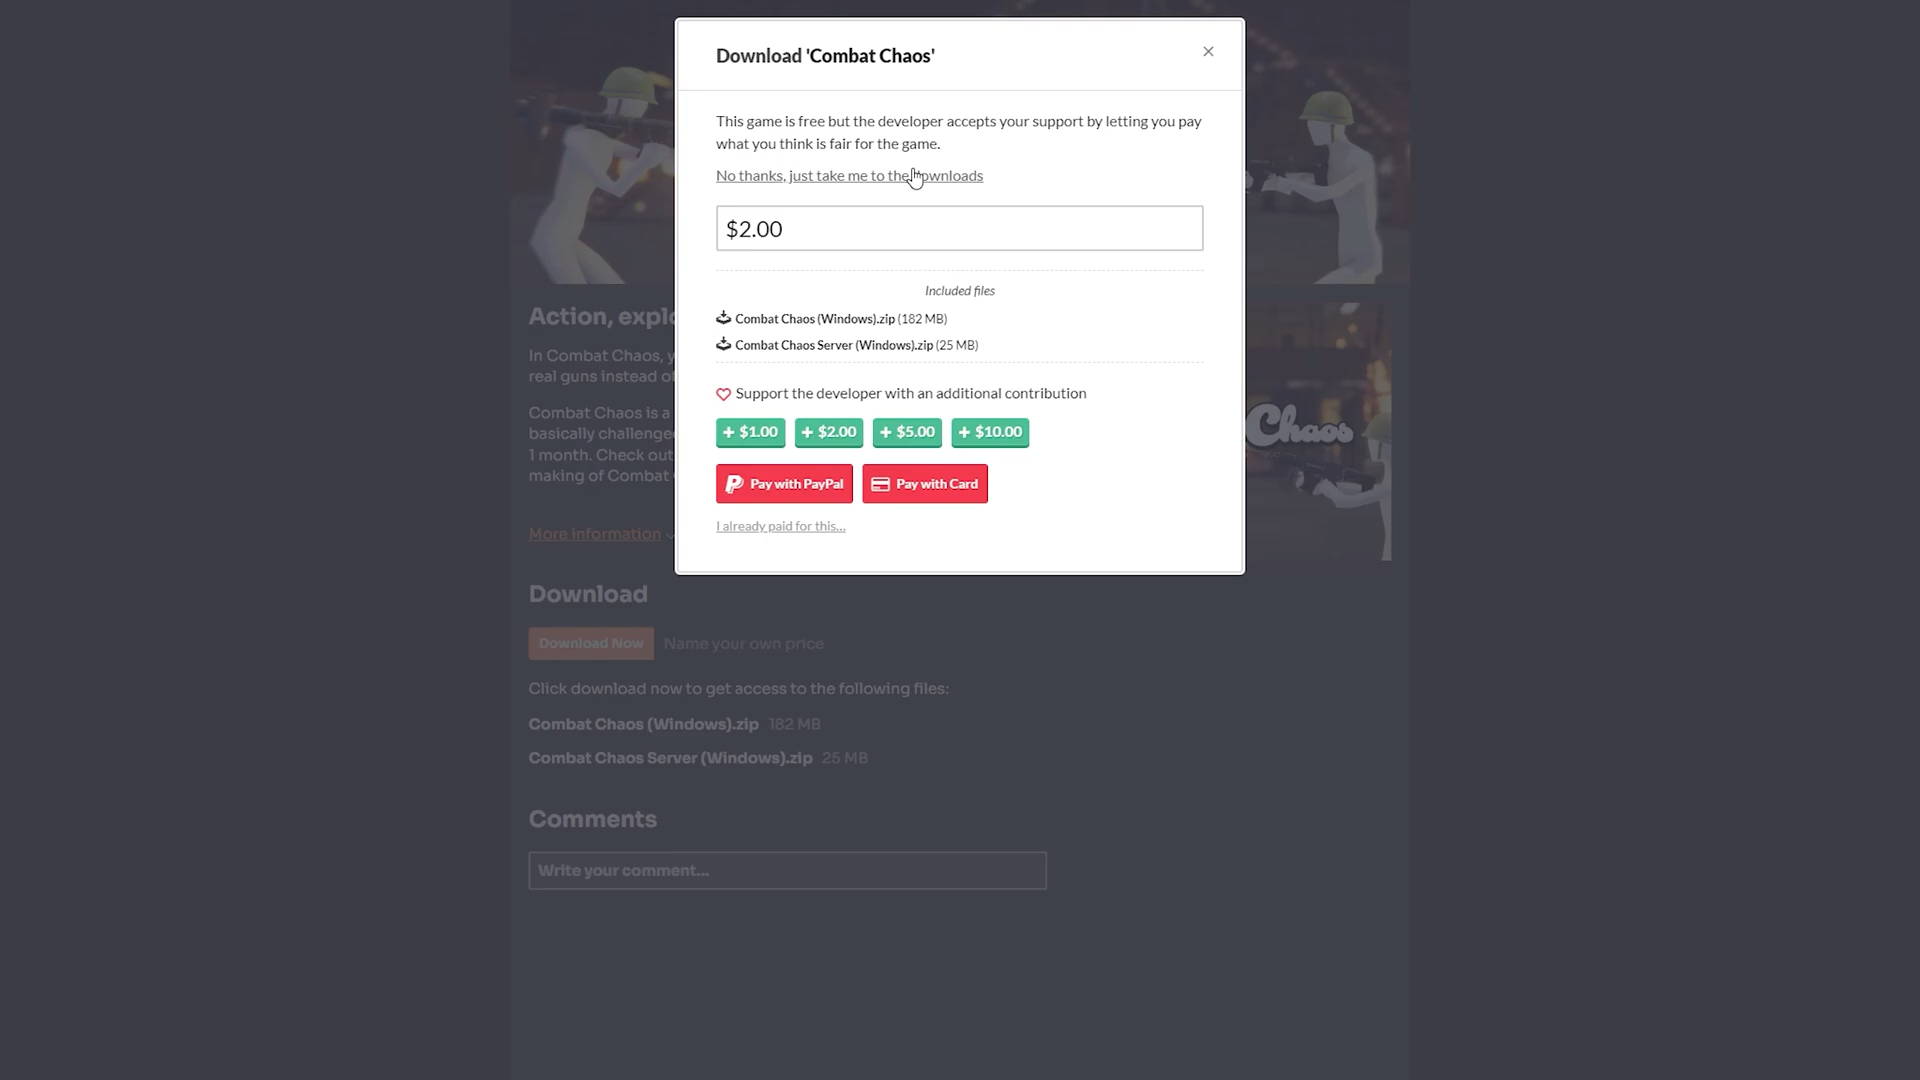 Download 'Combat Chaos'
×
This game is free but the developer accepts your support by letting you pay
what you think is fair for the game.
No thanks, just take me to the downloads
$2.00
Included files
Combat Chaos (Windows).zip (182 MB)
Combat Chaos Server (Windows).zip (25 MB)
Support the developer with an additional contribution
+ $1.00 + $2.00 + $5.00 + $10.00
Pay with PayPal Pay with Card
I already paid for this...
Action, explo
In Combat Chaos, y
real guns instead of
Combat Chaos is a
basically challenged
1 month. Check out
making of Combat
Chaos
More information
Download
Download Now Name your own price
Click download now to get access to the following files:
Combat Chaos (Windows).zip 182 MB
Combat Chaos Server (Windows).zip 25 MB
Comments
Write your comment...